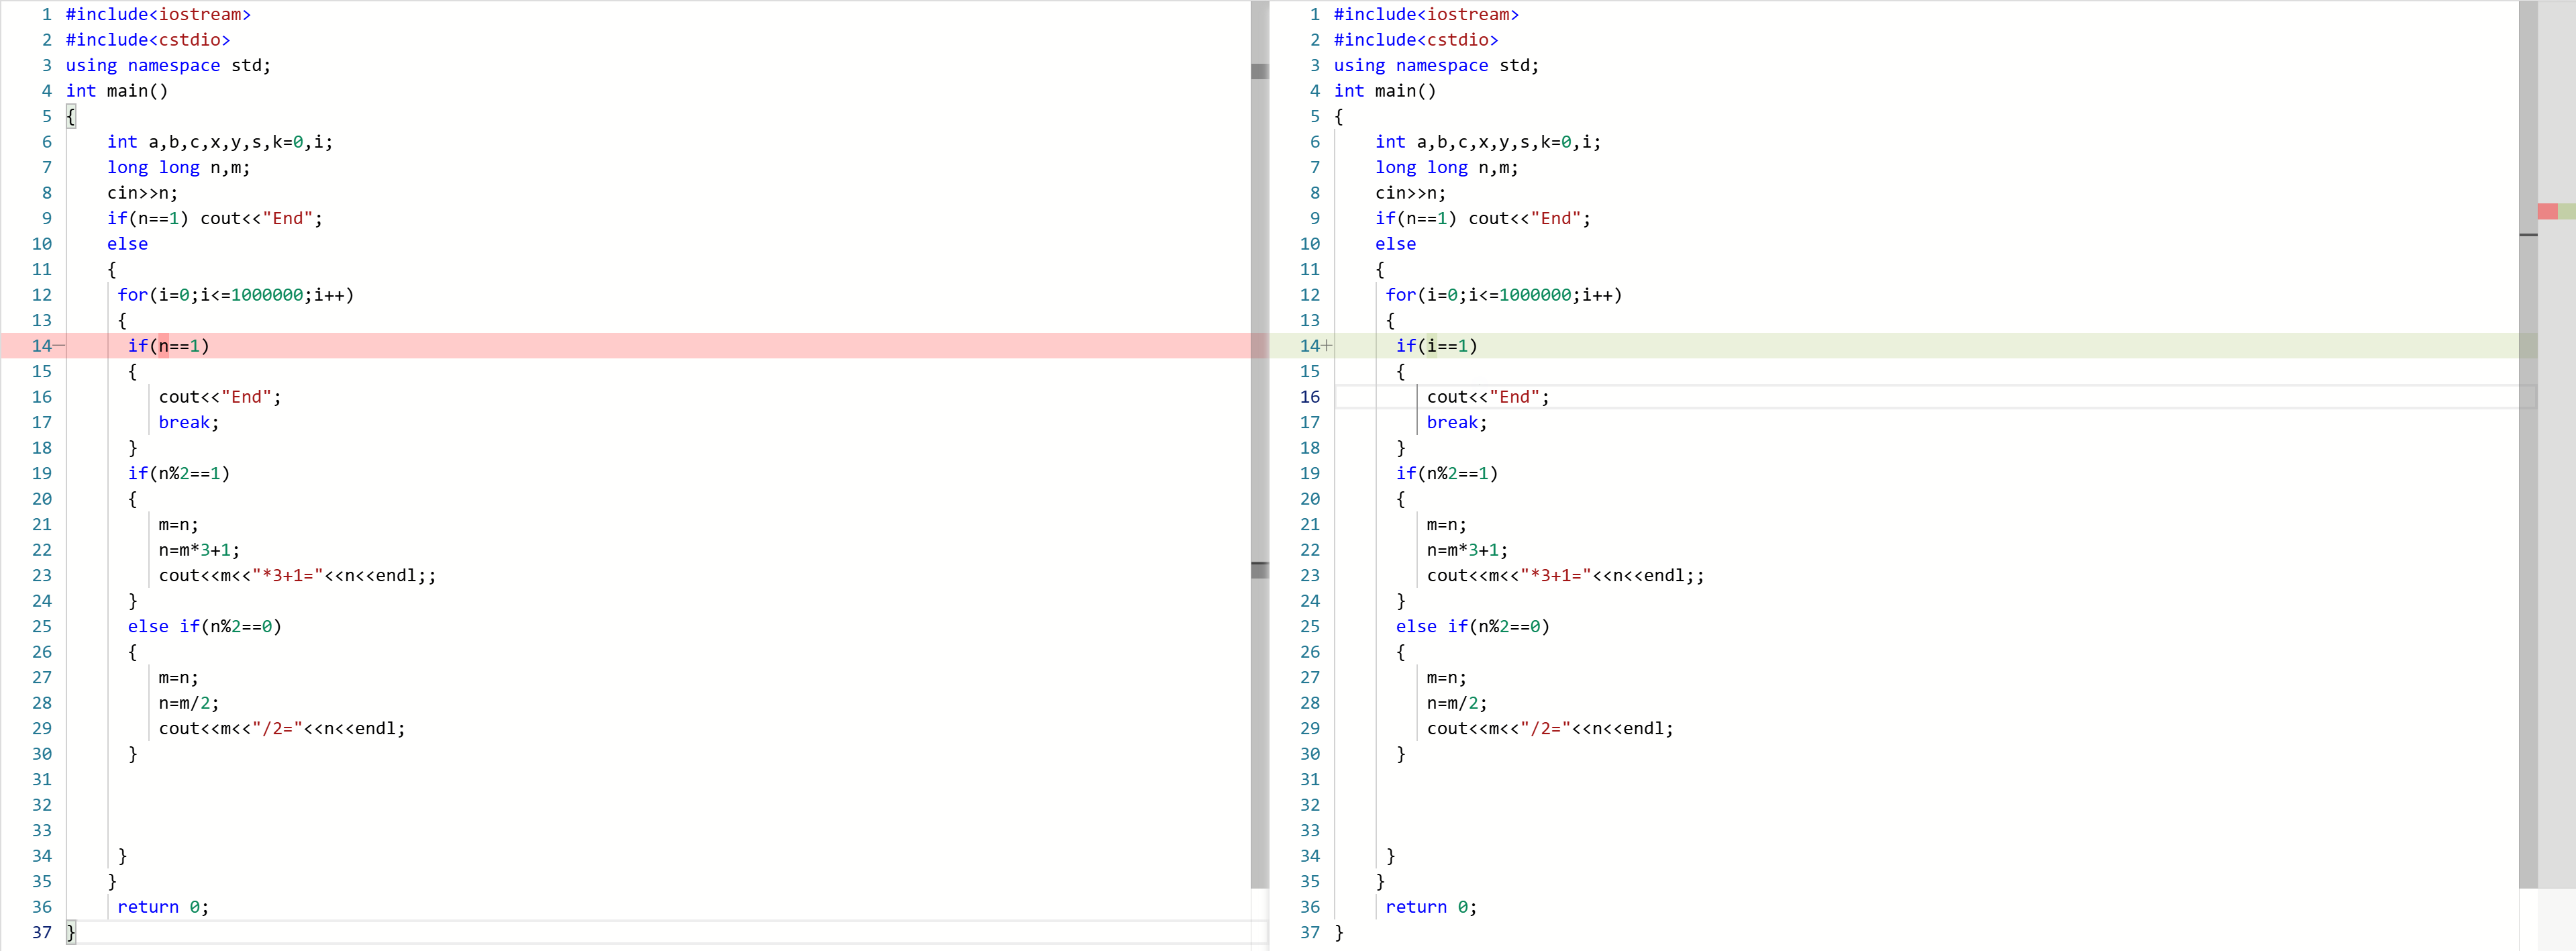 1 #include<iostream>
2 #include<cstdio>
3 using namespace std;
4 int main()
5 {
6 int a,b,c,x,y,s,k=0,i;
7 long long n,m;
8 cin>>n;
9 if(n==1) cout<<"End";
10 else
11 {
12 for(i=0;i<=1000000;i++)
13 {
14− if(n==1)
15 {
16 cout<<"End";
17 break;
18 }
19 if(n%2==1)
20 {
21 m=n;
22 n=m*3+1;
23 cout<<m<<"*3+1="<<n<<endl;;
24 }
25 else if(n%2==0)
26 {
27 m=n;
28 n=m/2;
29 cout<<m<<"/2="<<n<<endl;
30 }
31
32
33
34 }
35 }
36 return 0;
37 }
1 #include<iostream>
2 #include<cstdio>
3 using namespace std;
4 int main()
5 {
6 int a,b,c,x,y,s,k=0,i;
7 long long n,m;
8 cin>>n;
9 if(n==1) cout<<"End";
10 else
11 {
12 for(i=0;i<=1000000;i++)
13 {
14+ if(i==1)
15 {
16 cout<<"End";
17 break;
18 }
19 if(n%2==1)
20 {
21 m=n;
22 n=m*3+1;
23 cout<<m<<"*3+1="<<n<<endl;;
24 }
25 else if(n%2==0)
26 {
27 m=n;
28 n=m/2;
29 cout<<m<<"/2="<<n<<endl;
30 }
31
32
33
34 }
35 }
36 return 0;
37 }